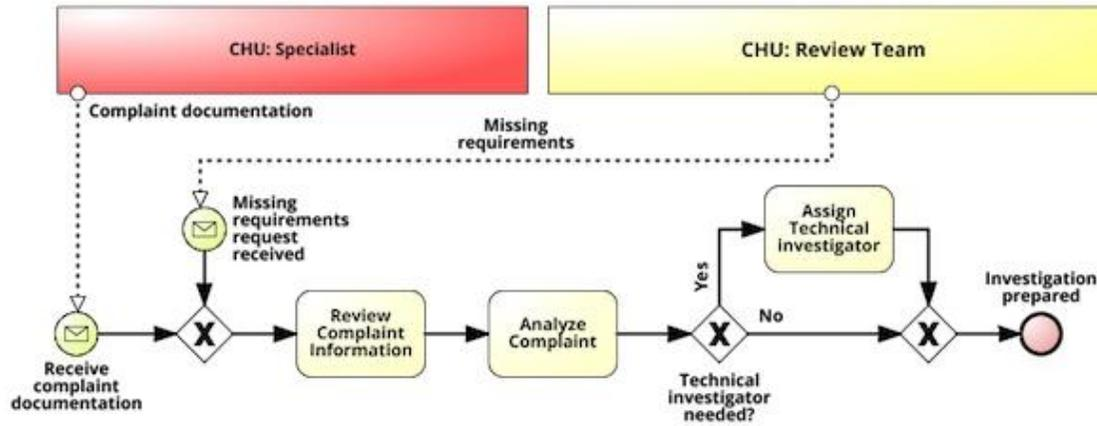 CHU: Specialist
CHU: Review Team
Complaint documentation
Missing
requirements
Missing
requirements
request
received
Assign
Technical
investigator
Yes
Investigation
prepared
X
Review
Complaint
Information
Analyze
Complaint
X
No
X
Receive
complaint
documentation
Technical
investigator
needed?